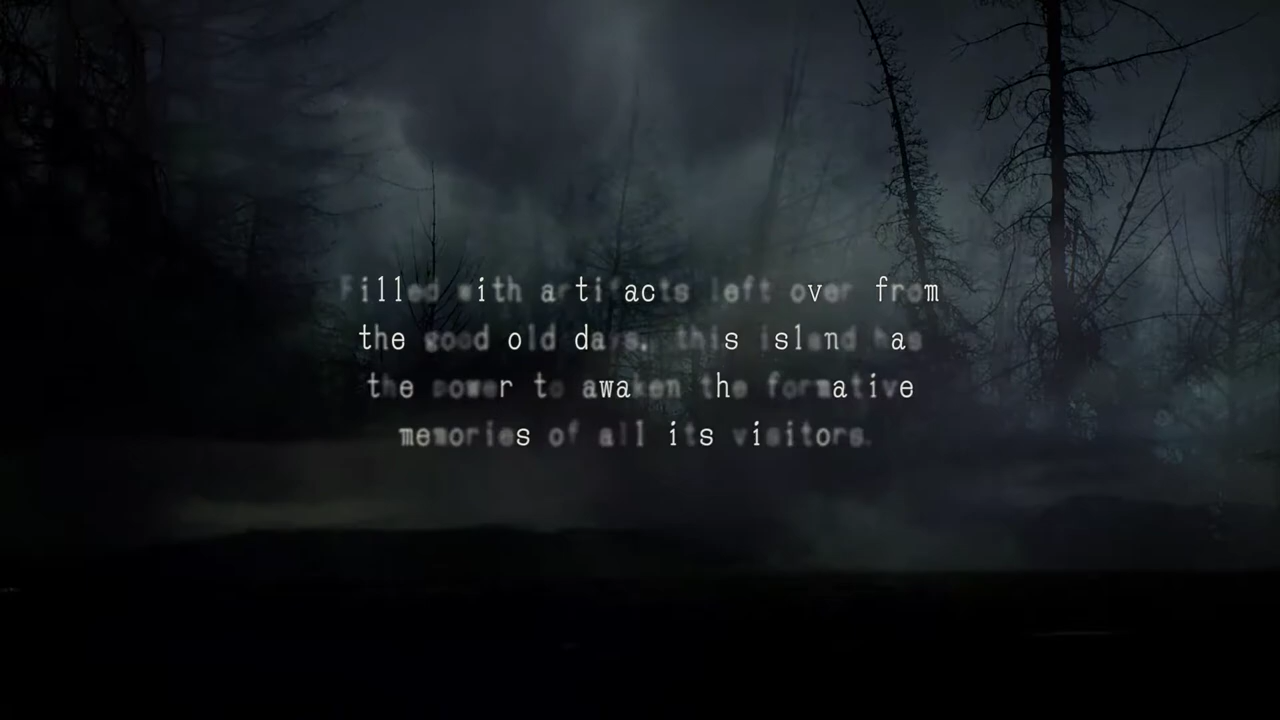 Filled with artifacts left over from
the good old days, this island has
the power to awaken the formative
memories of all its visitors.